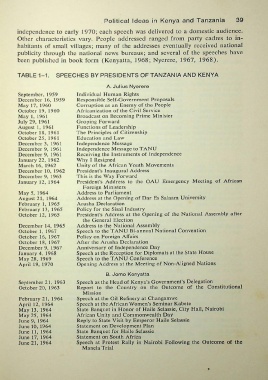 Political Ideas in Kenya and Tanzania 39
independence to early 1970; each speech was delivered to a domestic audience.
Other characteristics vary. People addressed ranged from party cadres to inhabitants of small villages; many of the addresses eventually received national
publicity through the national news bureaus; and several of the speeches have
been published in book form (Kenyatta, 1968; Nyerere, 1967, 1968).
TABLE 1-1. SPEECHES BY PRESIDENTS OF TANZANIA AND KENYA
A. Julius Nyerere
September, 1959 Individual Human Rights
December 16, 1959 Responsible Self-Government Proposals
May 17, 1960 Corruption as an Enemy of the People
October 19, 1960 Africanization of the Civil Service
May 1, 1961 Broadcast on Becoming Prime Minister
July 29, 1961 Groping Forward
August 1, 1961 Functions of Leadership
October 18, 1961 The Principles of Citizenship
October 25, 1961 Education and Law
December 5, 1961 Independence Message
December 9, 1961 Independence Message to TANU
December 9, 1961 Receiving the Instruments of Independence
January 22, 1962 Why I Resigned
March 16, 1962 Unity of the African Youth Movements
December 10, 1962 President's Inaugural Address
December 9, 1963 This is the Way Forward
January 12, 1964 President's Address to the OAU Emergency Meeting of African
Foreign Ministers
May 5, 1964 Address to Parliament
August 21, 1964 Address at the Opening of Dar Es Salaam University
February 1, 1965 Arusha Declaration
February 15, 1965 Policy for the Sisal Industry
October 12, 1965 President's Address at the Opening of the National Assembly after
the General Election
December 14, 1965 Address to the National Assembly
October 1, 1967 Speech to the TANU Bi-annual National Convention
October 16, 1967 Policy on Foreign Affairs
October 18, 1967 After the Arusha Declaration
December 9, 1967 Anniversary of Independence Day
January 4, 1968 Speech at the Reception for Diplomats at the State House
May 28, 1969 Speech to the TANU Conference
April 18, 1970 Opening Address at the Meeting of Non-Aligned Nations
B. Jomo Kenyatta
September 21, 1963 Speech at the Head of Kenya's Government's Delegation
October 20, 1963 Report to the Country on the Outcome of the Constitutional
Mission
February 21, 1964 Speech at the Oil Refinery at Changamwe
April 12, 1964 Speech at the African Women's Seminar Kabete
May 13, 1964 State Banquet in Honor of Haile Selassie, City Hall, Nairobi
May 25, 1964 African Unity and Commonwealth Day
June 9, 1964 Reply to State Visit by Emperor Haile Selassie
June 10, 1964 Statement on Development Plan
June 11, 1964 State Banquet for Haile Selassie
June 17, 1964 Statement on South Africa
June 21, 1964 Speech at Protest Rally in Nairobi Following the Outcome of the
Mandela Trial